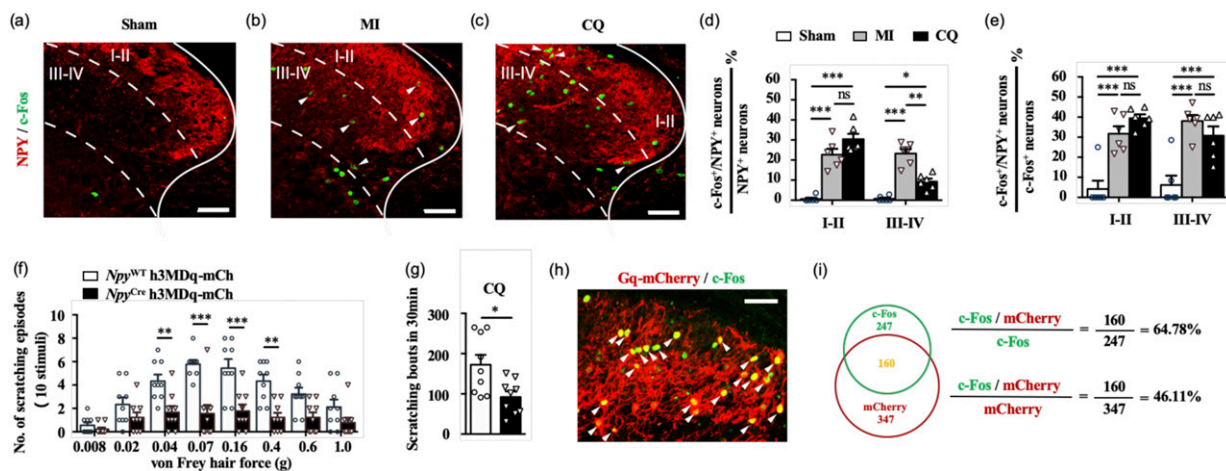 (a)
Sham
NPY / c-Fos
I-II
III-IV
(b)
MI
I-II
III-IV
(c)
CQ
III-IV
I-II
(d)
Sham MI CQ
c-Fos+/NPY+ neurons
NPY+ neurons
%
60
50
40
30
20
10
0
***
***
ns
*
***
**
I-II
III-IV
(e)
c-Fos+/NPY+ neurons
c-Fos+ neurons
%
60
50
40
30
20
10
0
***
***
ns
***
***
ns
I-II
III-IV
(f)
NpyWT h3MDq-mCh
NpyCre h3MDq-mCh
No. of scratching episodes
( 10 stimuli)
10
8
6
4
2
0
**
***
***
**
0.008 0.02 0.04 0.07 0.16 0.4 0.6 1.0
von Frey hair force (g)
(g)
CQ
*
Scratching bouts in 30min
400
300
200
100
0
(h)
Gq-mCherry / c-Fos
(i)
c-Fos
247
160
mCherry
347
c-Fos / mCherry
c-Fos
= 160
247
=64.78%
c-Fos / mCherry
mCherry
= 160
347
=46.11%